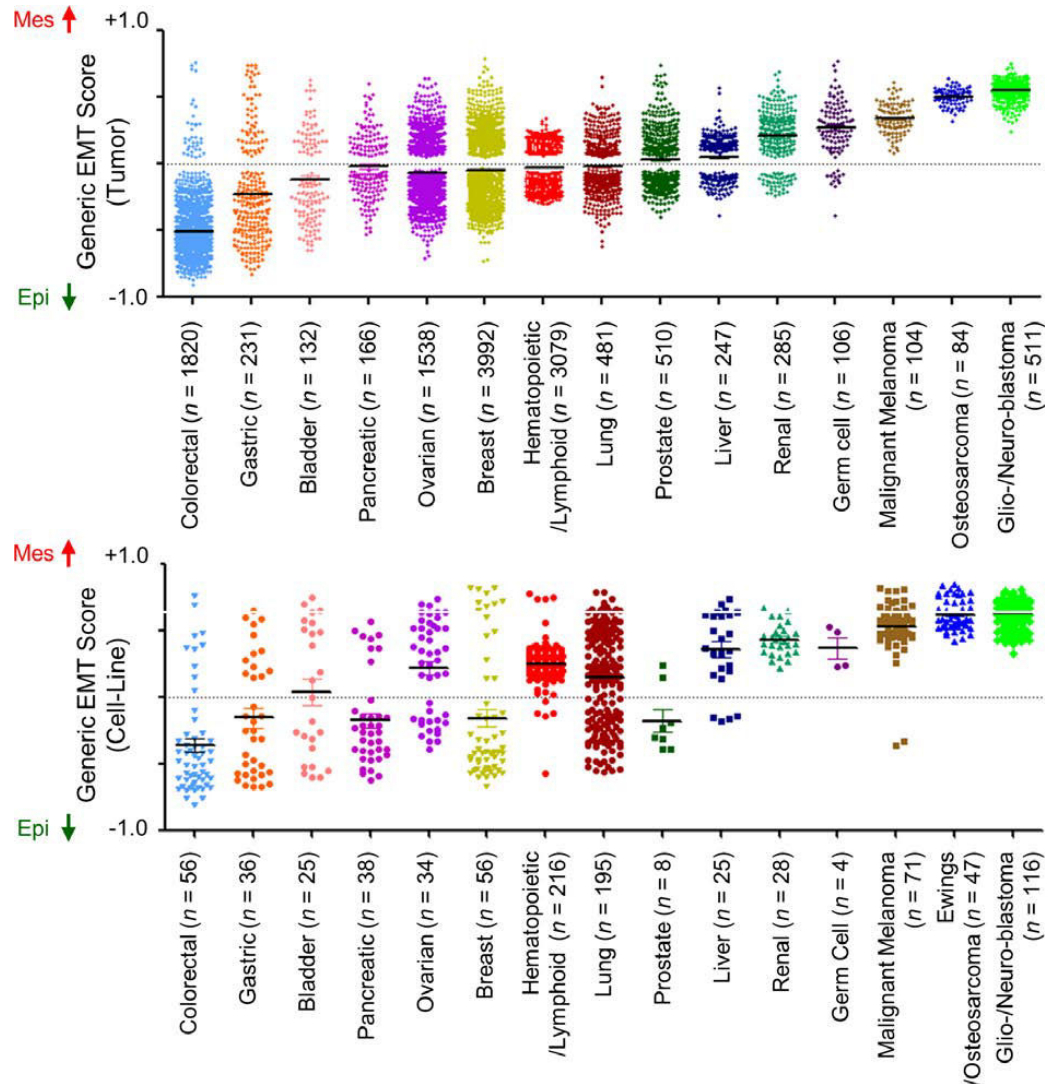 Mes
+1.0
Generic EMT Score
(Tumor)
Epi
-1.0
Colorectal (n = 1820)
Gastric (n = 231)
Bladder (n = 132)
Pancreatic (n = 166)
Ovarian (n = 1538)
Breast (n = 3992)
Hematopoietic
/Lymphoid (n = 3079)
Lung (n = 481)
Prostate (n = 510)
Liver (n = 247)
Renal (n = 285)
Germ cell (n = 106)
Malignant Melanoma
(n = 104)
Osteosarcoma (n = 84)
Glio-/Neuro-blastoma
(n = 511)
Mes
+1.0
Generic EMT Score
(Cell-Line)
Epi
-1.0
Colorectal (n = 56)
Gastric (n = 36)
Bladder (n = 25)
Pancreatic (n = 38)
Ovarian (n = 34)
Breast (n = 56)
Hematopoietic
/Lymphoid (n = 216)
Lung (n = 195)
Prostate (n = 8)
Liver (n = 25)
Renal (n = 28)
Germ Cell (n = 4)
Malignant Melanoma
(n = 71)
Ewings
/Osteosarcoma (n = 47)
Glio-/Neuro-blastoma
(n = 116)